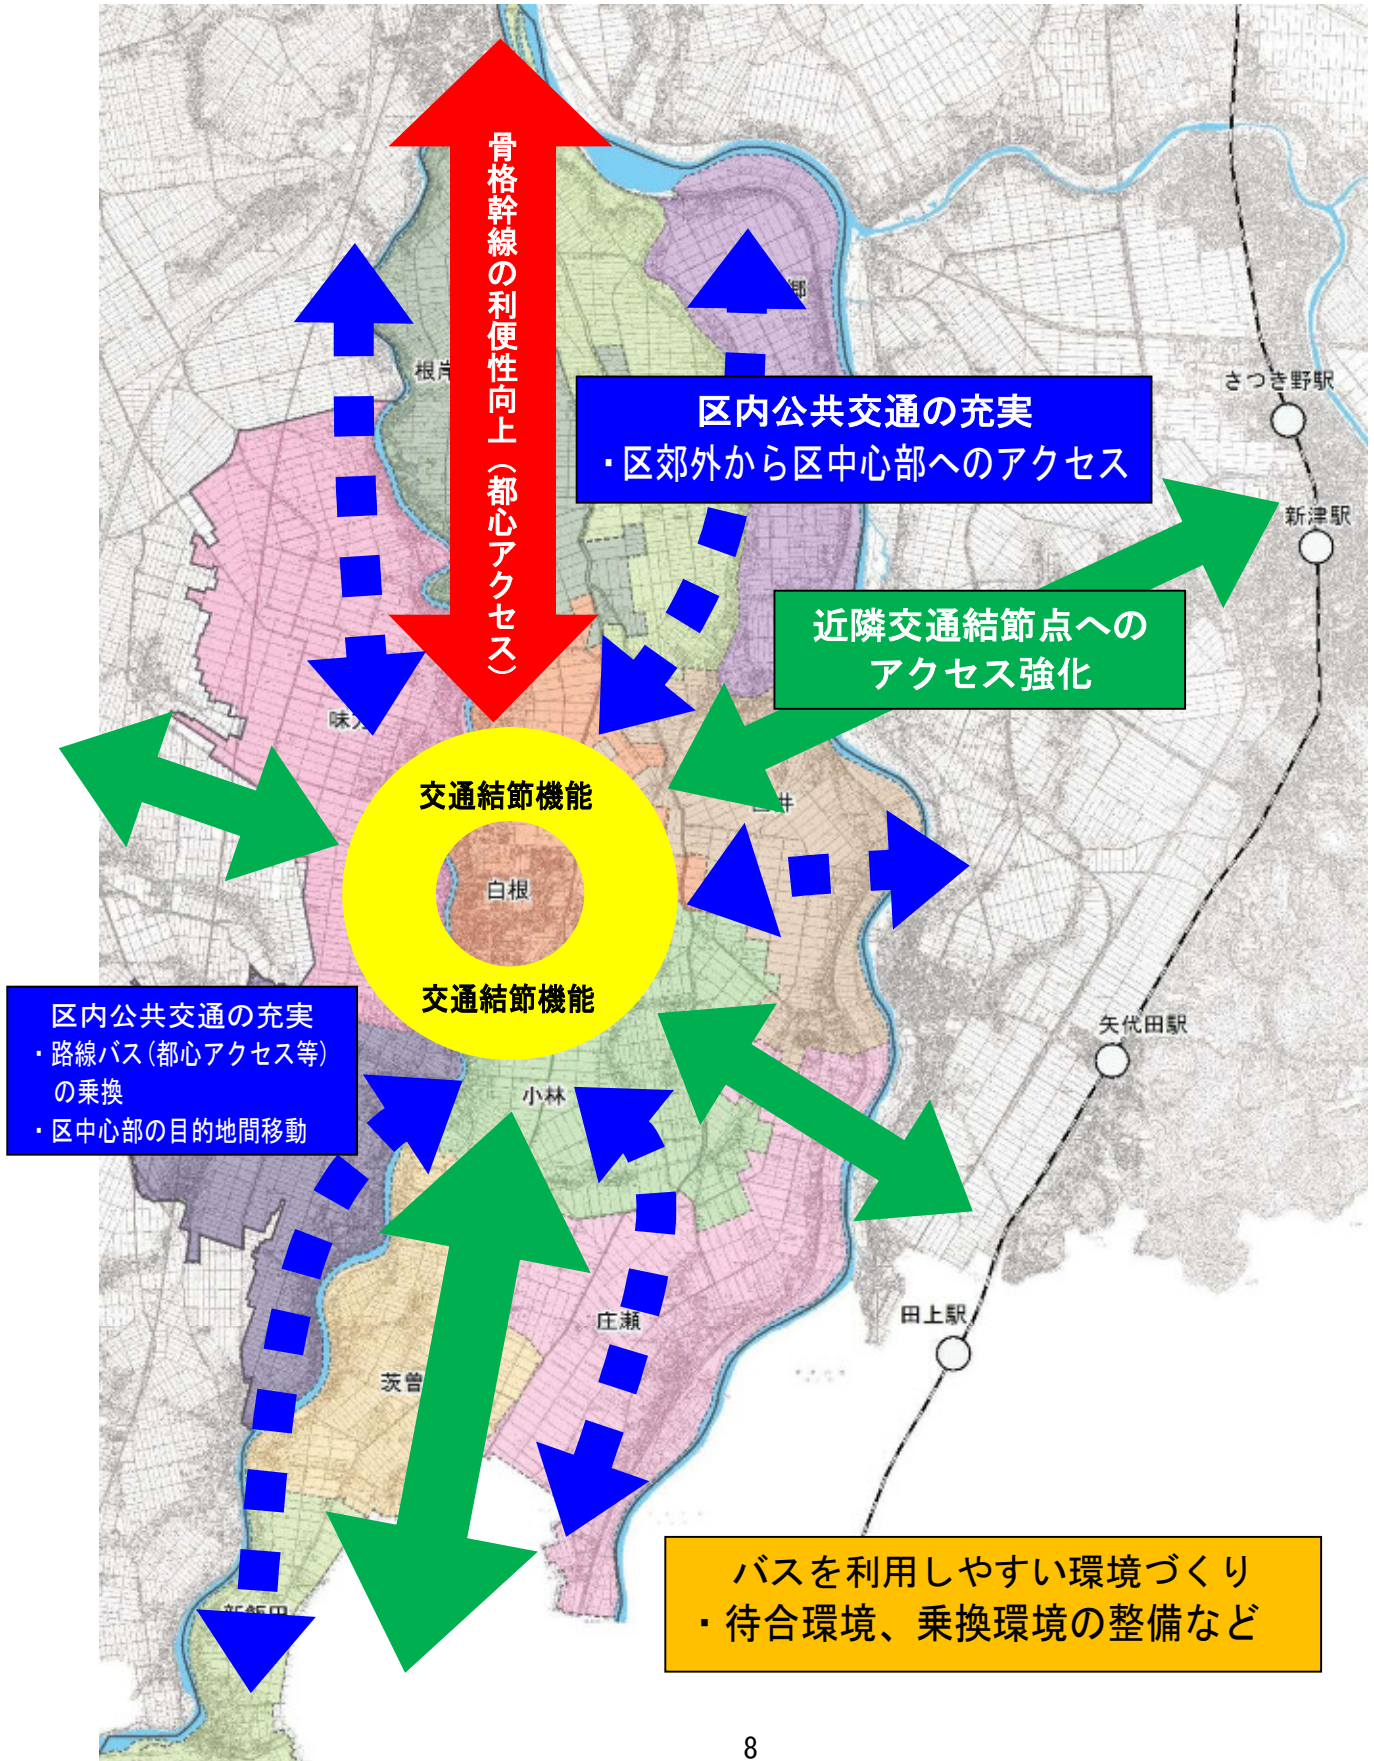 骨格幹線の利便性向上（都心アクセス）
郷
根岸
区内公共交通の充実
・区郊外から区中心部へのアクセス
さつき野駅
新津駅
近隣交通結節点への
アクセス強化
味方
井
交通結節機能
白根
交通結節機能
区内公共交通の充実
・路線バス(都心アクセス等)
の乗換
・区中心部の目的地間移動
矢代田駅
小林
田上駅
庄瀬
茨曽
新飯田
バスを利用しやすい環境づくり
・待合環境、乗換環境の整備など
8